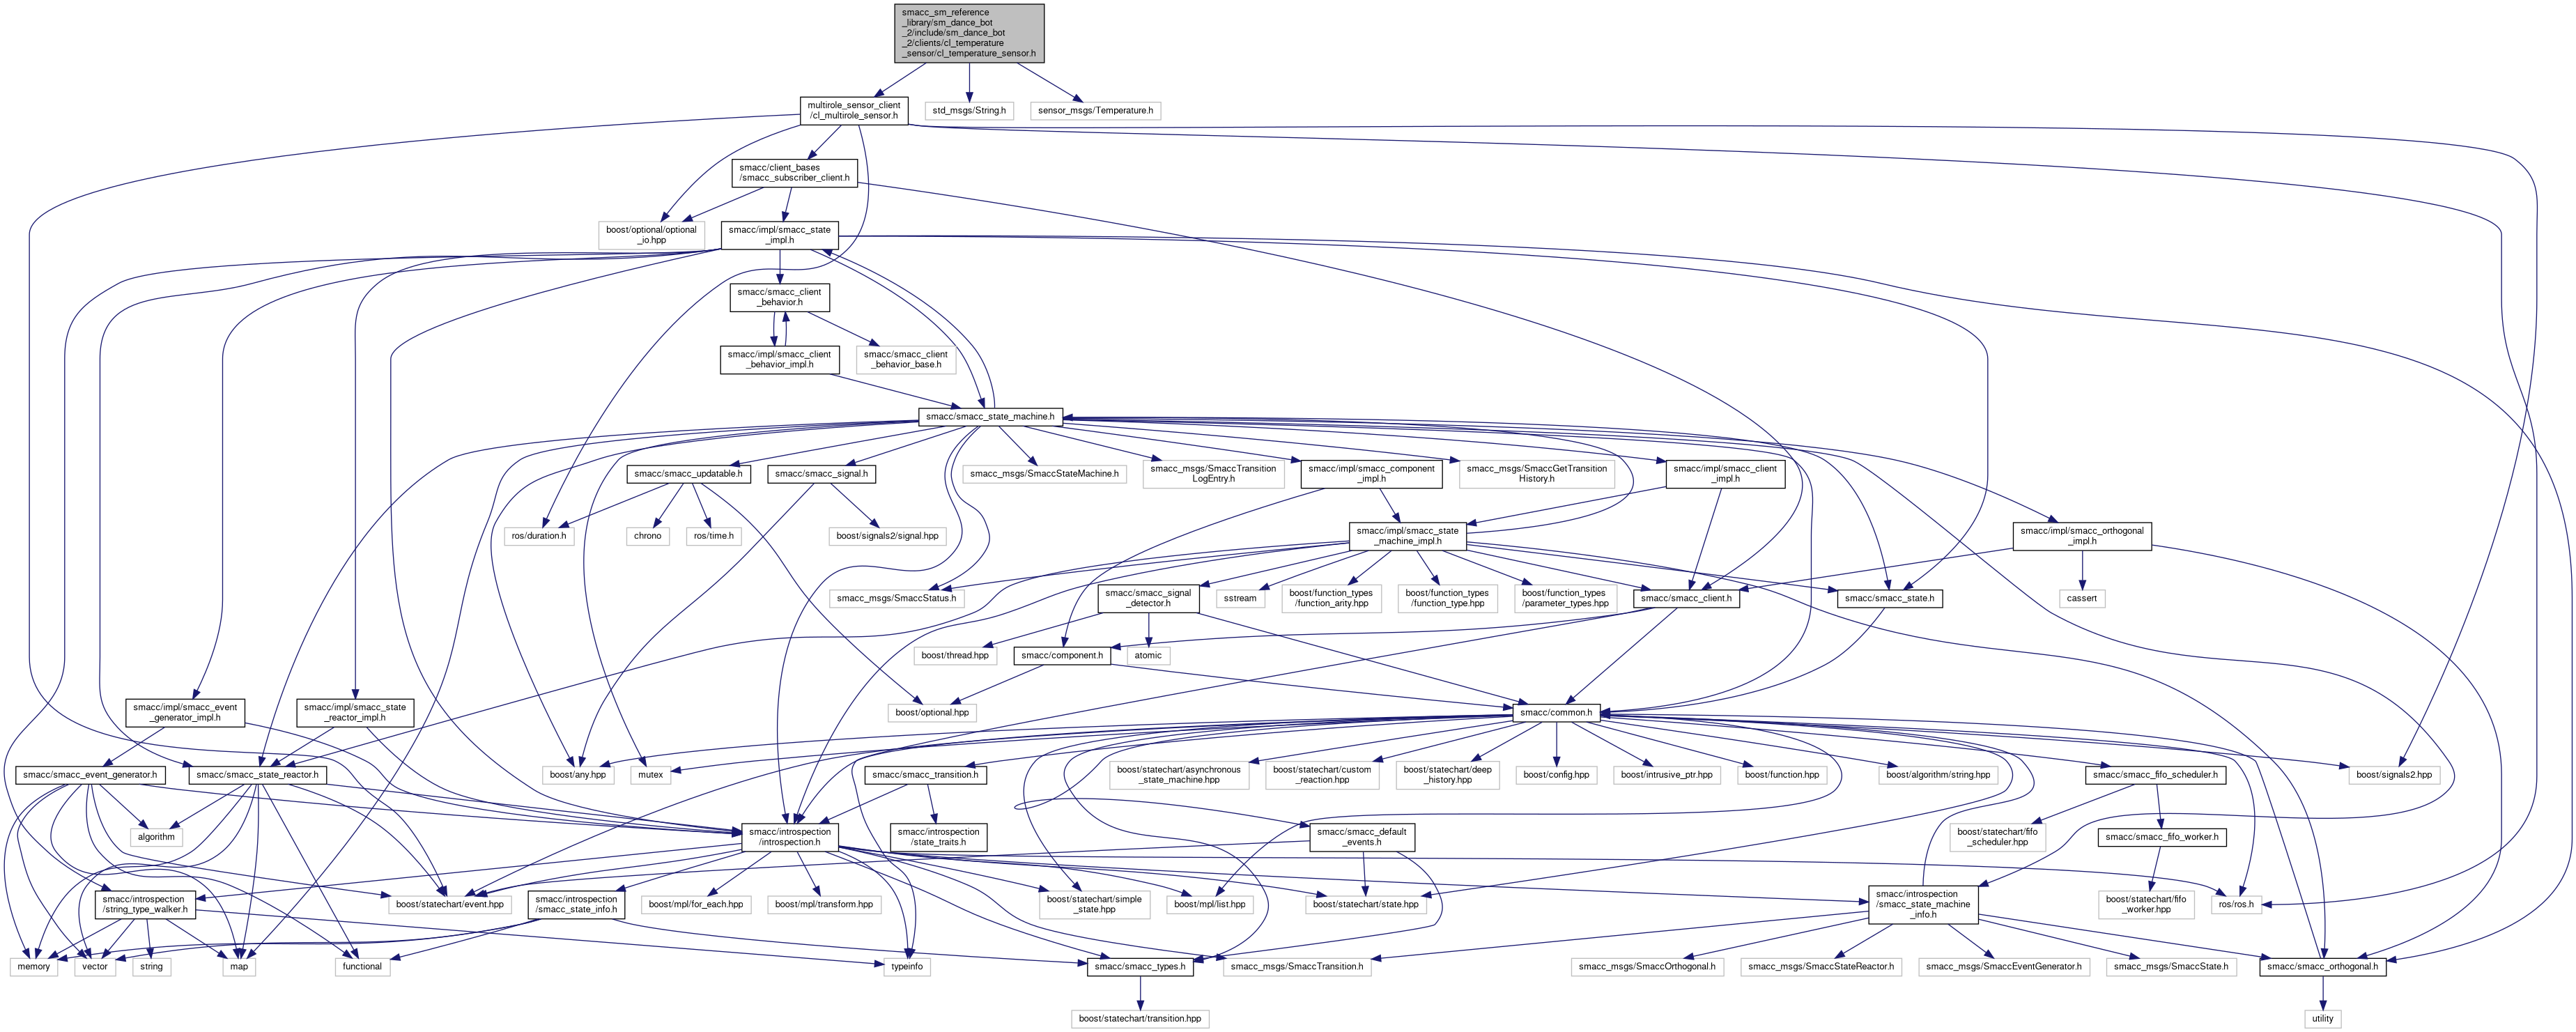 smacc_sm_reference
_library/sm_dance_bot
_2/include/sm_dance_bot
_2/clients/cl_temperature
_sensor/cl_temperature_sensor.h
multirole_sensor_client
/cl_multirole_sensor.h
std_msgs/String.h
sensor_msgs/Temperature.h
smacc/client_bases
/smacc_subscriber_client.h
boost/optional/optional
_io.hpp
smacc/impl/smacc_state
_impl.h
smacc/smacc_client
_behavior.h
smacc/impl/smacc_client
_behavior_impl.h
smacc/smacc_client
_behavior_base.h
smacc/smacc_state_machine.h
smacc/smacc_updatable.h
smacc/smacc_signal.h
smacc_msgs/SmaccStateMachine.h
smacc_msgs/SmaccTransition
LogEntry.h
smacc/impl/smacc_component
_impl.h
smacc_msgs/SmaccGetTransition
History.h
smacc/impl/smacc_client
_impl.h
ros/duration.h
chrono
ros/time.h
boost/signals2/signal.hpp
smacc/impl/smacc_state
_machine_impl.h
smacc/impl/smacc_orthogonal
_impl.h
smacc_msgs/SmaccStatus.h
smacc/smacc_signal
_detector.h
sstream
boost/function_types
/function_arity.hpp
boost/function_types
/function_type.hpp
boost/function_types
/parameter_types.hpp
smacc/smacc_client.h
smacc/smacc_state.h
cassert
boost/thread.hpp
smacc/component.h
atomic
smacc/impl/smacc_event
_generator_impl.h
smacc/impl/smacc_state
_reactor_impl.h
boost/optional.hpp
smacc/common.h
smacc/smacc_event_generator.h
smacc/smacc_state_reactor.h
boost/any.hpp
mutex
smacc/smacc_transition.h
boost/statechart/asynchronous
_state_machine.hpp
boost/statechart/custom
_reaction.hpp
boost/statechart/deep
_history.hpp
boost/config.hpp
boost/intrusive_ptr.hpp
boost/function.hpp
boost/algorithm/string.hpp
smacc/smacc_fifo_scheduler.h
boost/signals2.hpp
algorithm
smacc/introspection
/introspection.h
smacc/introspection
/state_traits.h
smacc/smacc_default
_events.h
boost/statechart/fifo
_scheduler.hpp
smacc/smacc_fifo_worker.h
smacc/introspection
/string_type_walker.h
boost/statechart/event.hpp
smacc/introspection
/smacc_state_info.h
boost/mpl/for_each.hpp
boost/mpl/transform.hpp
boost/statechart/simple
_state.hpp
boost/mpl/list.hpp
boost/statechart/state.hpp
smacc/introspection
/smacc_state_machine
_info.h
boost/statechart/fifo
_worker.hpp
ros/ros.h
memory
vector
string
map
functional
typeinfo
smacc/smacc_types.h
smacc_msgs/SmaccTransition.h
smacc_msgs/SmaccOrthogonal.h
smacc_msgs/SmaccStateReactor.h
smacc_msgs/SmaccEventGenerator.h
smacc_msgs/SmaccState.h
smacc/smacc_orthogonal.h
boost/statechart/transition.hpp
utility